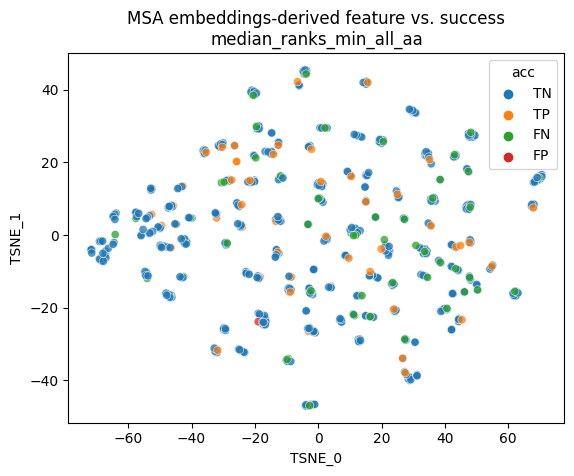 MSA embeddings-derived feature vs. success
median_ranks_min_all_aa
acc
TN
TP
FN
FP
40
20
0
−20
−40
TSNE_1
−60
−40
−20
0
20
40
60
TSNE_0